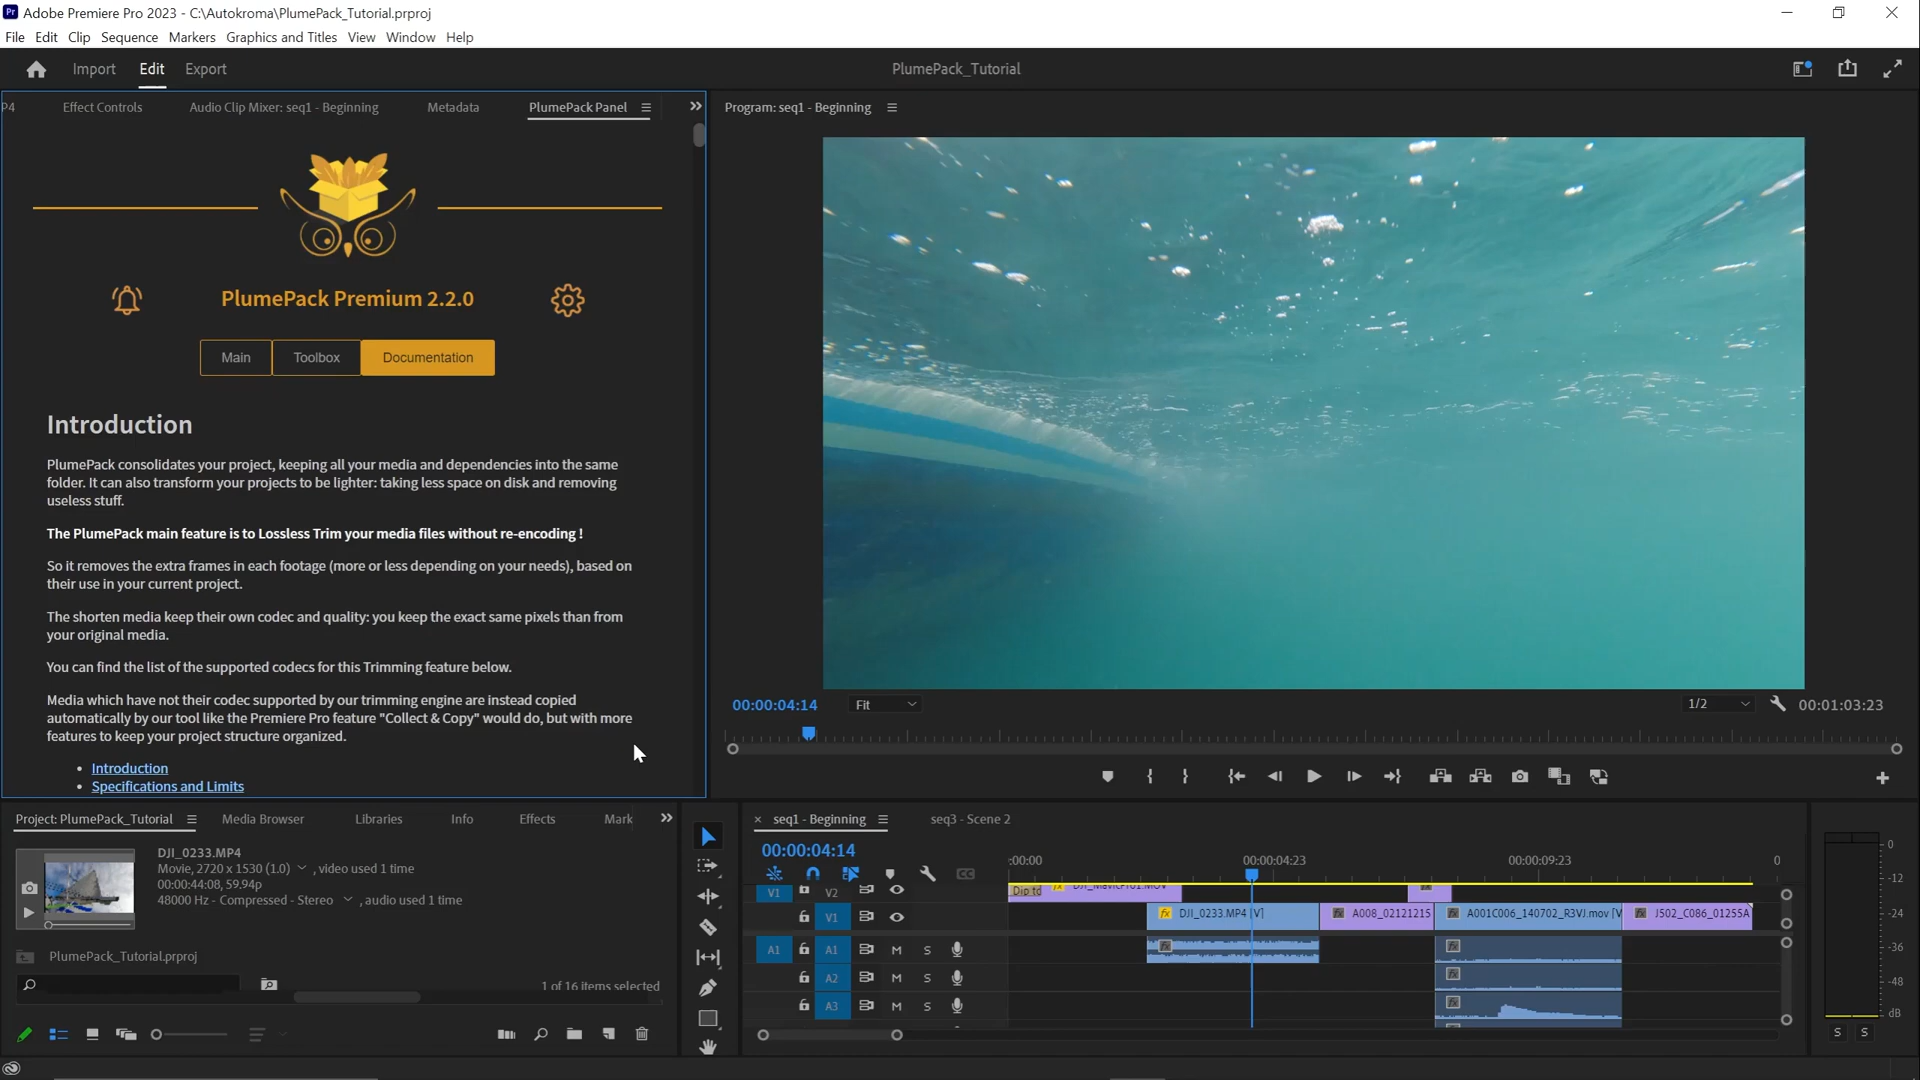 Adobe Premiere Pro 2023 - C:\Autokroma\PlumePack_Tutorial.prproj
File Edit Clip Sequence Markers Graphics and Titles View Window Help
Import Edit Export
PlumePack_Tutorial
P4 Effect Controls Audio Clip Mixer: seq1 - Beginning Metadata PlumePack Panel
Program: seq1 - Beginning
PlumePack Premium 2.2.0
Main Toolbox Documentation
Introduction
PlumePack consolidates your project, keeping all your media and dependencies into the same
folder. It can also transform your projects to be lighter: taking less space on disk and removing
useless stuff.
The PlumePack main feature is to Lossless Trim your media files without re-encoding !
So it removes the extra frames in each footage (more or less depending on your needs), based on
their use in your current project.
The shorten media keep their own codec and quality: you keep the exact same pixels than from
your original media.
You can find the list of the supported codecs for this Trimming feature below.
Media which have not their codec supported by our trimming engine are instead copied
automatically by our tool like the Premiere Pro feature "Collect & Copy" would do, but with more
features to keep your project structure organized.
• Introduction
• Specifications and Limits
00:00:04:14 Fit 1/2 00:01:03:23
Project: PlumePack_Tutorial Media Browser Libraries Info Effects Mark
DJI_0233.MP4
Movie, 2720 x 1530 (1.0) , video used 1 time
00:00:44:08, 59.94p
48000 Hz - Compressed - Stereo , audio used 1 time
PlumePack_Tutorial.prproj
1 of 16 items selected
× seq1 - Beginning seq3 - Scene 2
00:00:04:14
:00:00 00:00:04:23 00:00:09:23 0
V1 V2 Dip to DJI_MavicPro1.MOV
V1 DJI_0233.MP4 [V] A008_02121215 A001C006_140702_R3VJ.mov [V J502_C086_01255A
A1 A1 M S
A2 M S
A3 M S
0
-12
-24
-36
-48
dB
S S